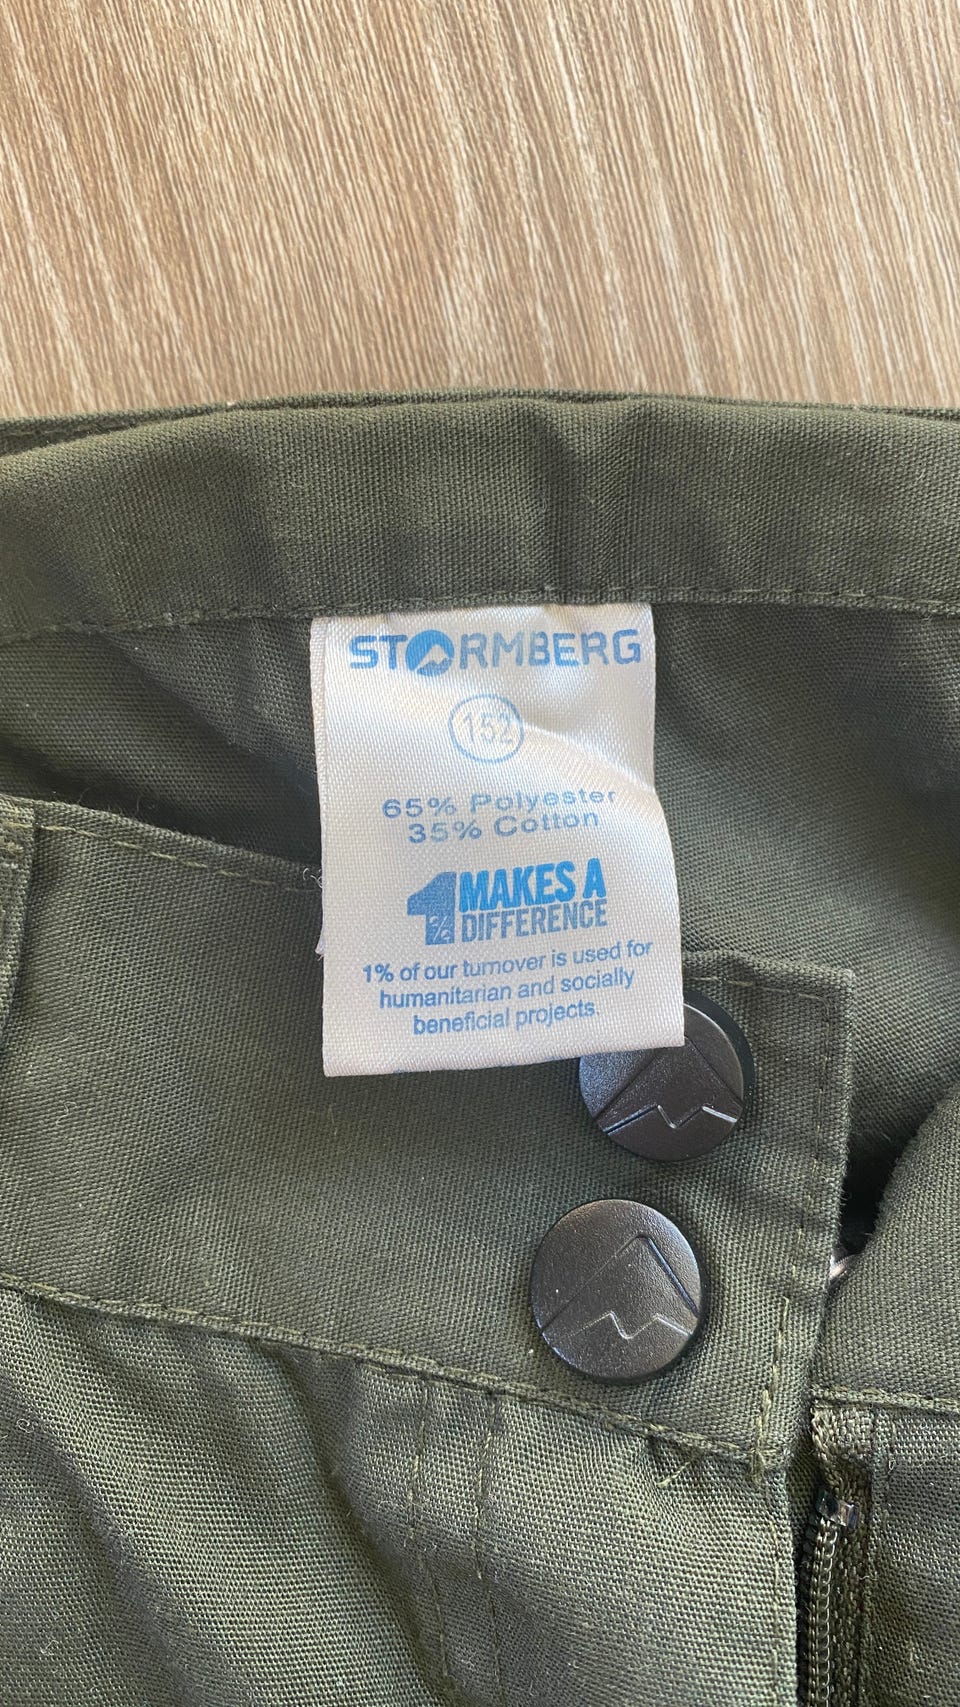 STORMBERG
152
65% Polyester
35% Cotton
1% MAKES A
DIFFERENCE
1% of our turnover is used for
humanitarian and socially
beneficial projects.